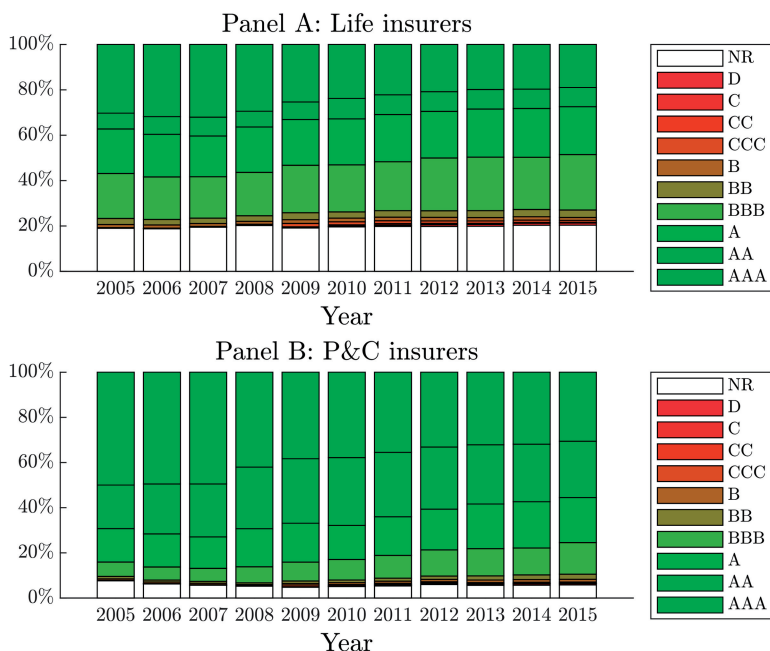 Panel A: Life insurers
100%
80%
60%
40%
20%
0%
2005 2006 2007 2008 2009 2010 2011 2012 2013 2014 2015
Year
NR
D
C
CC
CCC
B
BB
BBB
A
AA
AAA
Panel B: P&C insurers
100%
80%
60%
40%
20%
0%
2005 2006 2007 2008 2009 2010 2011 2012 2013 2014 2015
Year
NR
D
C
CC
CCC
B
BB
BBB
A
AA
AAA